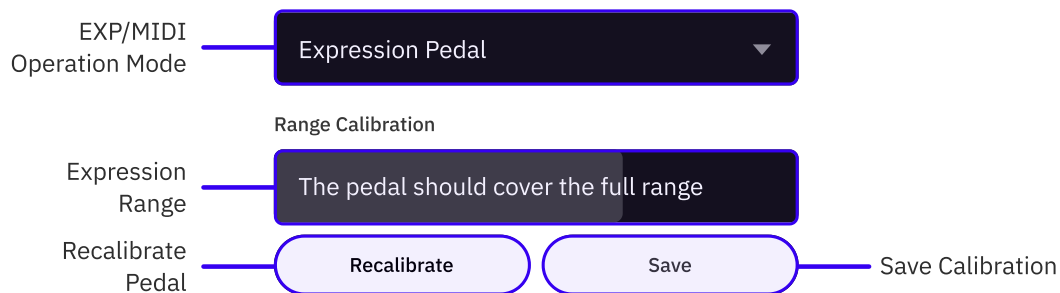 EXP/MIDI
Operation Mode
Expression Pedal
Range Calibration
Expression
Range
The pedal should cover the full range
Recalibrate
Pedal
Recalibrate
Save
Save Calibration